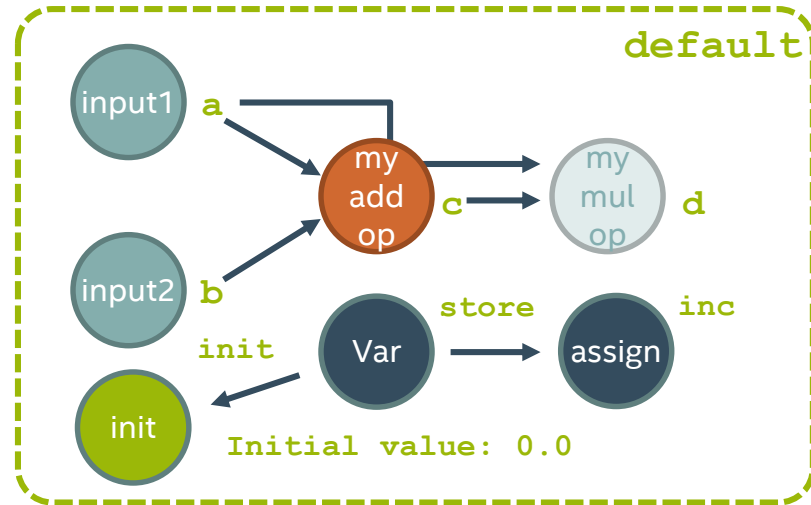 default
input1
a
my
add
op
c
my
mul
op
d
input2
b
init
Var
store
assign
inc
init
Initial value: 0.0